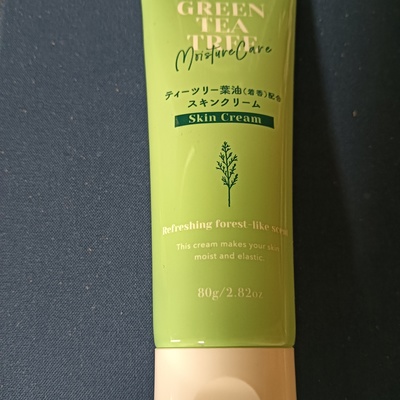 GREEN
TEA
TREE
Moisture Care
ティーツリー葉油(着香)配合
スキンクリーム
Skin Cream
Refreshing forest-like scent
This cream makes your skin
moist and elastic.
80g/2.82oz